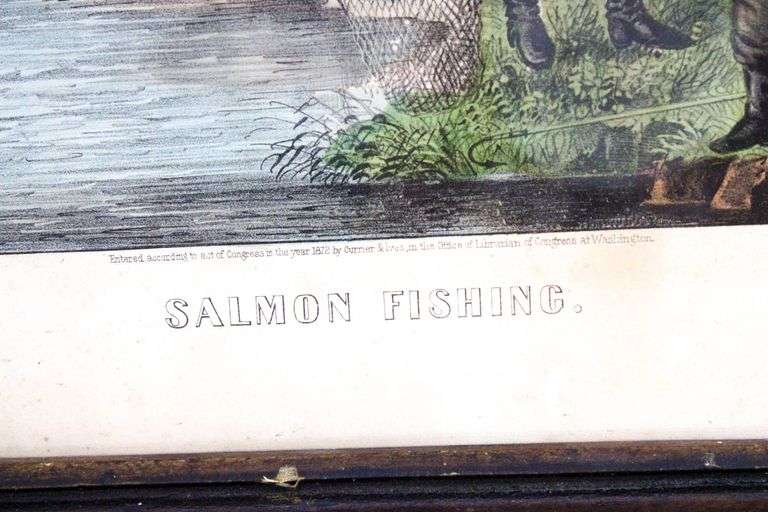 Entered according to act of Congress in the year 1872 by Currier & Ives, in the Office of Librarian of Congress at Washington.
SALMON FISHING.